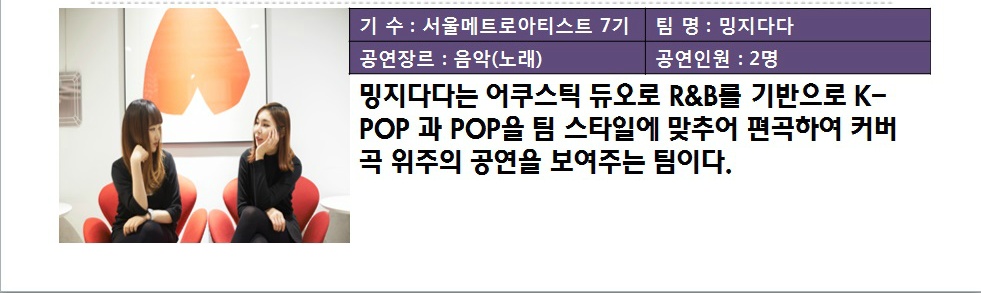 기 수 : 서울메트로아티스트 7기 팀 명 : 밍지다다
공연장르 : 음악(노래) 공연인원 : 2명
밍지다다는 어쿠스틱 듀오로 R&B를 기반으로 K-
POP 과 POP을 팀 스타일에 맞추어 편곡하여 커버
곡 위주의 공연을 보여주는 팀이다.